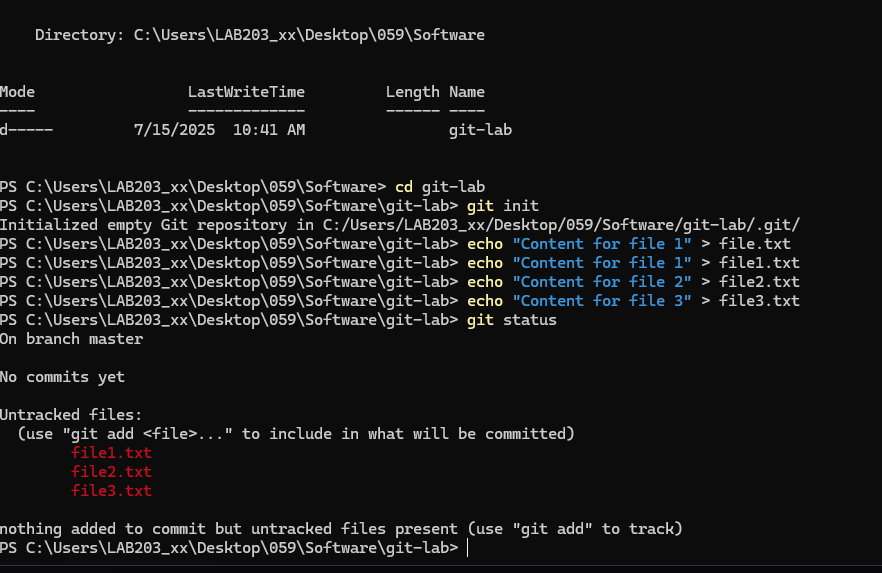 Directory: C:\Users\LAB203_xx\Desktop\059\Software
Mode LastWriteTime Length Name
---- ------------- ------ ----
d----- 7/15/2025 10:41 AM git-lab
PS C:\Users\LAB203_xx\Desktop\059\Software> cd git-lab
PS C:\Users\LAB203_xx\Desktop\059\Software\git-lab> git init
Initialized empty Git repository in C:/Users/LAB203_xx/Desktop/059/Software/git-lab/.git/
PS C:\Users\LAB203_xx\Desktop\059\Software\git-lab> echo "Content for file 1" > file.txt
PS C:\Users\LAB203_xx\Desktop\059\Software\git-lab> echo "Content for file 1" > file1.txt
PS C:\Users\LAB203_xx\Desktop\059\Software\git-lab> echo "Content for file 2" > file2.txt
PS C:\Users\LAB203_xx\Desktop\059\Software\git-lab> echo "Content for file 3" > file3.txt
PS C:\Users\LAB203_xx\Desktop\059\Software\git-lab> git status
On branch master
No commits yet
Untracked files:
(use "git add <file>..." to include in what will be committed)
file1.txt
file2.txt
file3.txt
nothing added to commit but untracked files present (use "git add" to track)
PS C:\Users\LAB203_xx\Desktop\059\Software\git-lab>